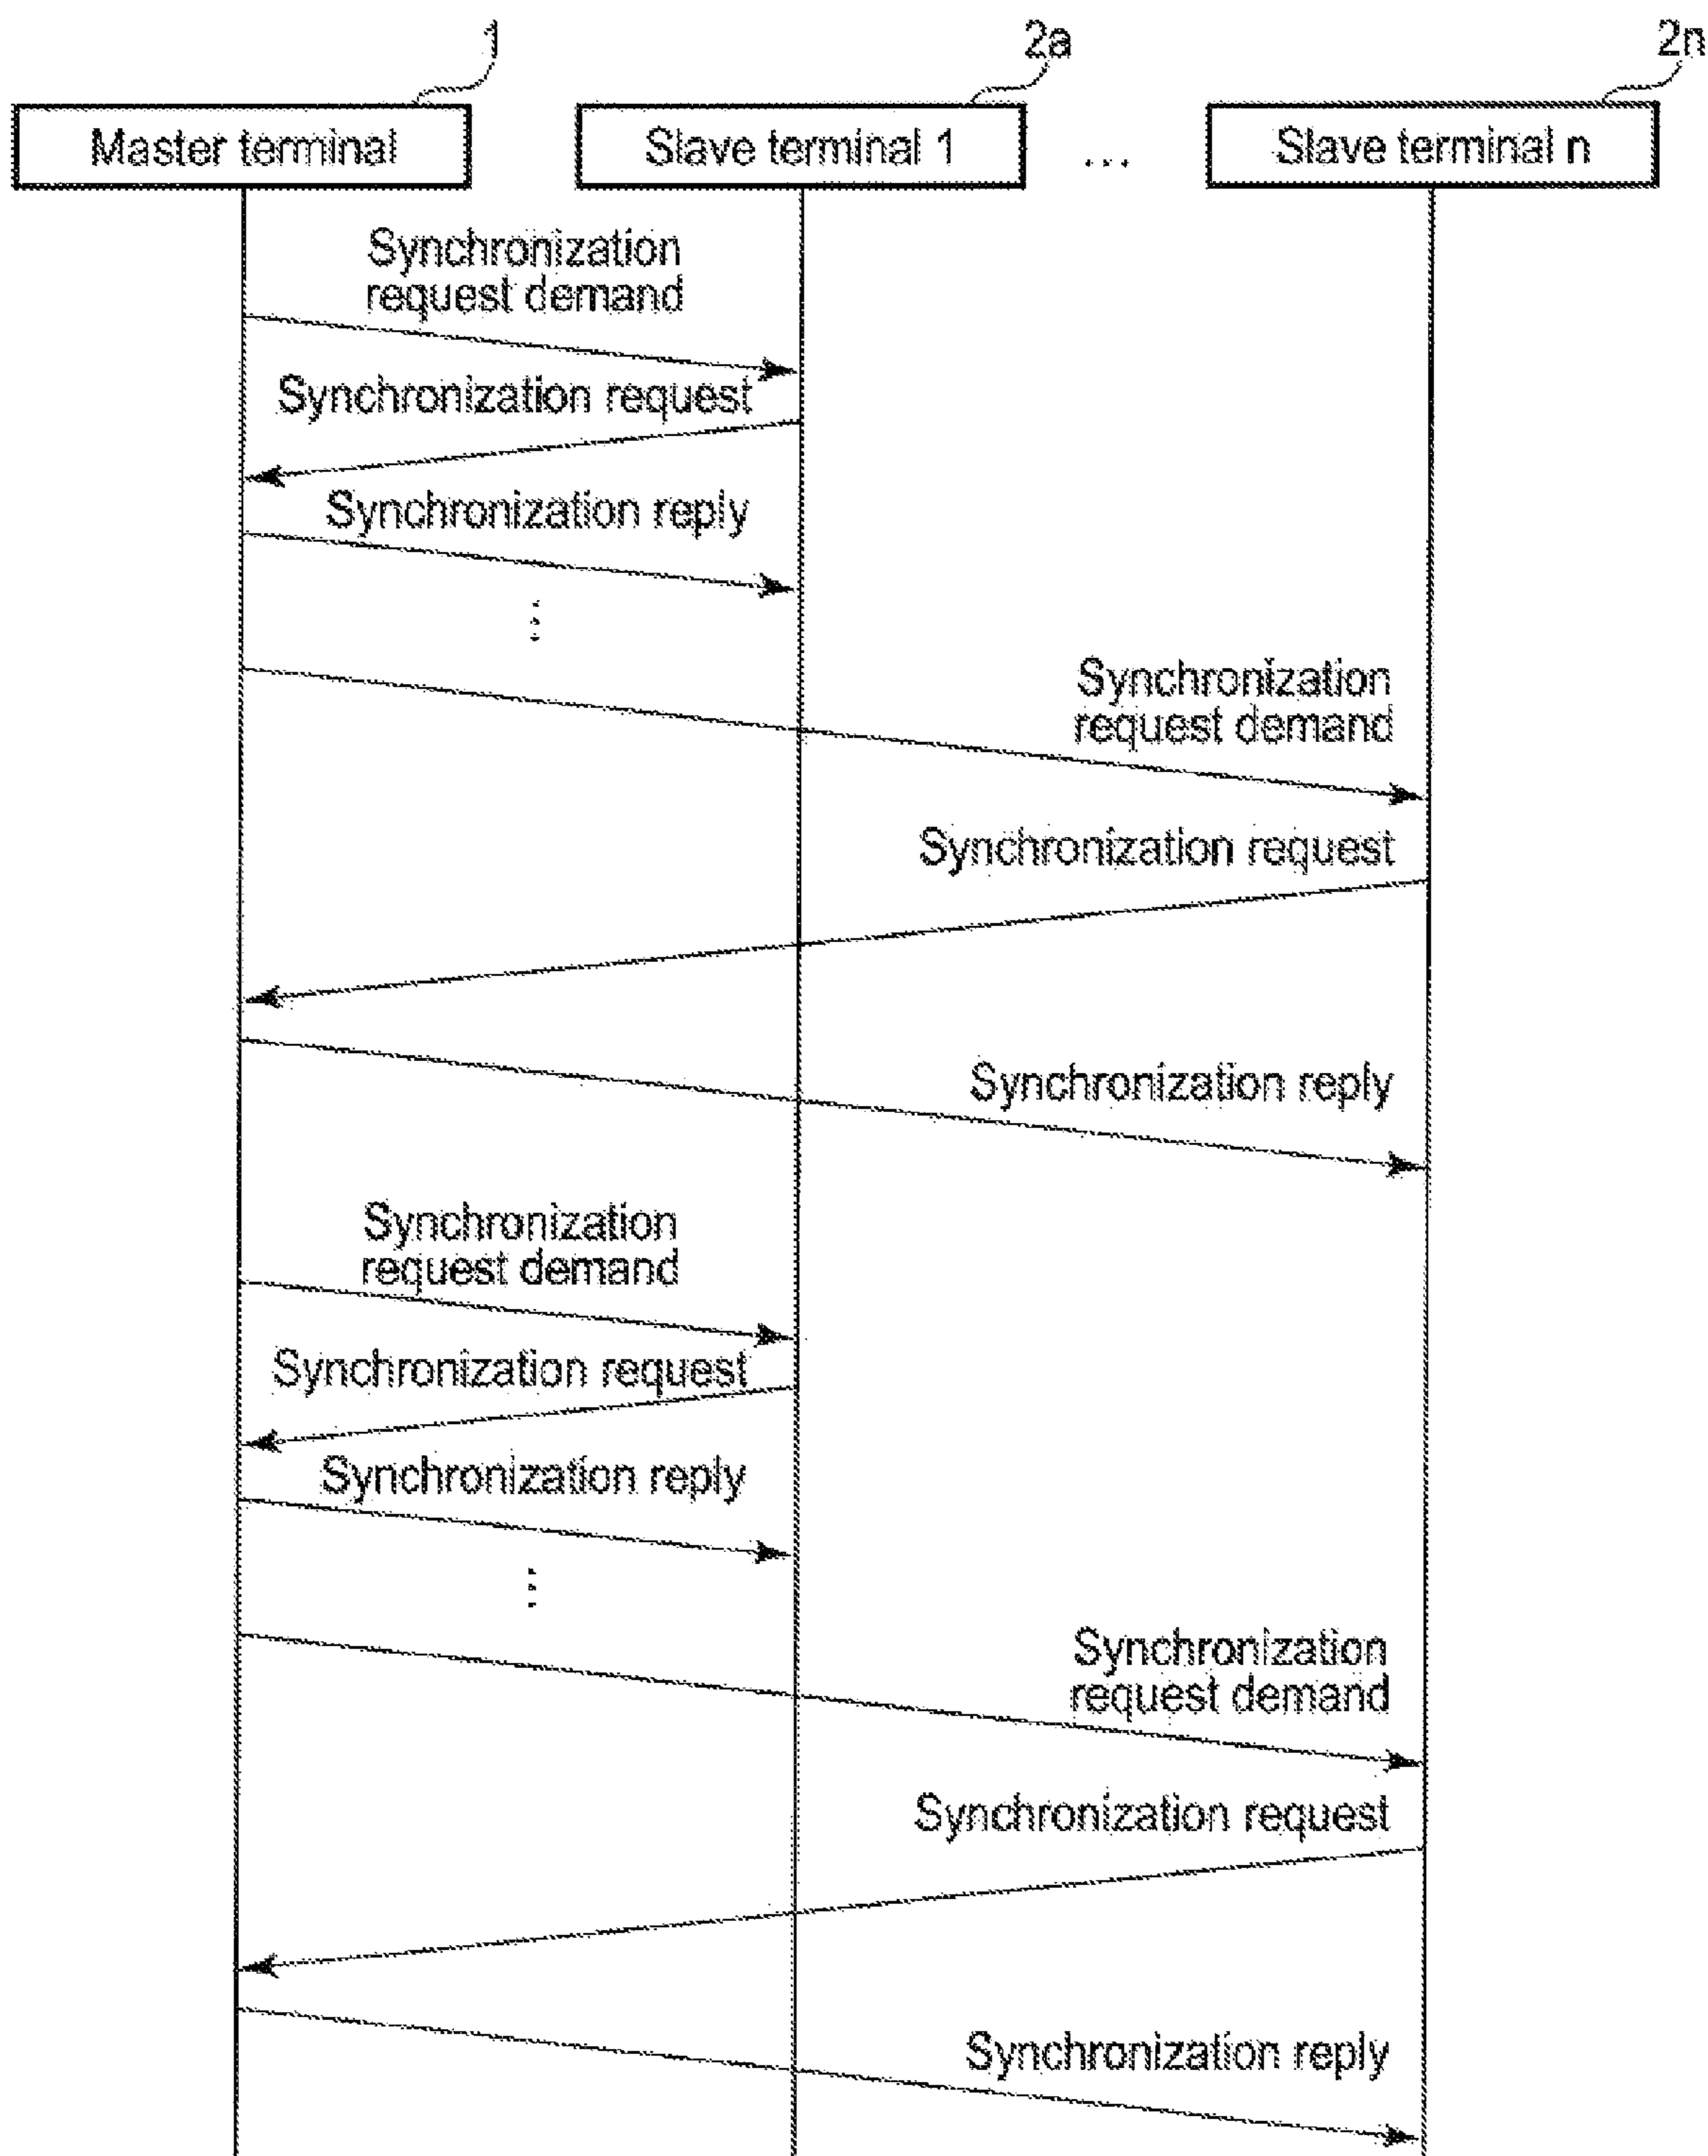 1
2a
2n
Master terminal
Slave terminal 1
...
Slave terminal n
Synchronization
request demand
Synchronization request
Synchronization reply
Synchronization
request demand
Synchronization request
Synchronization reply
Synchronization
request demand
Synchronization request
Synchronization reply
Synchronization
request demand
Synchronization request
Synchronization reply